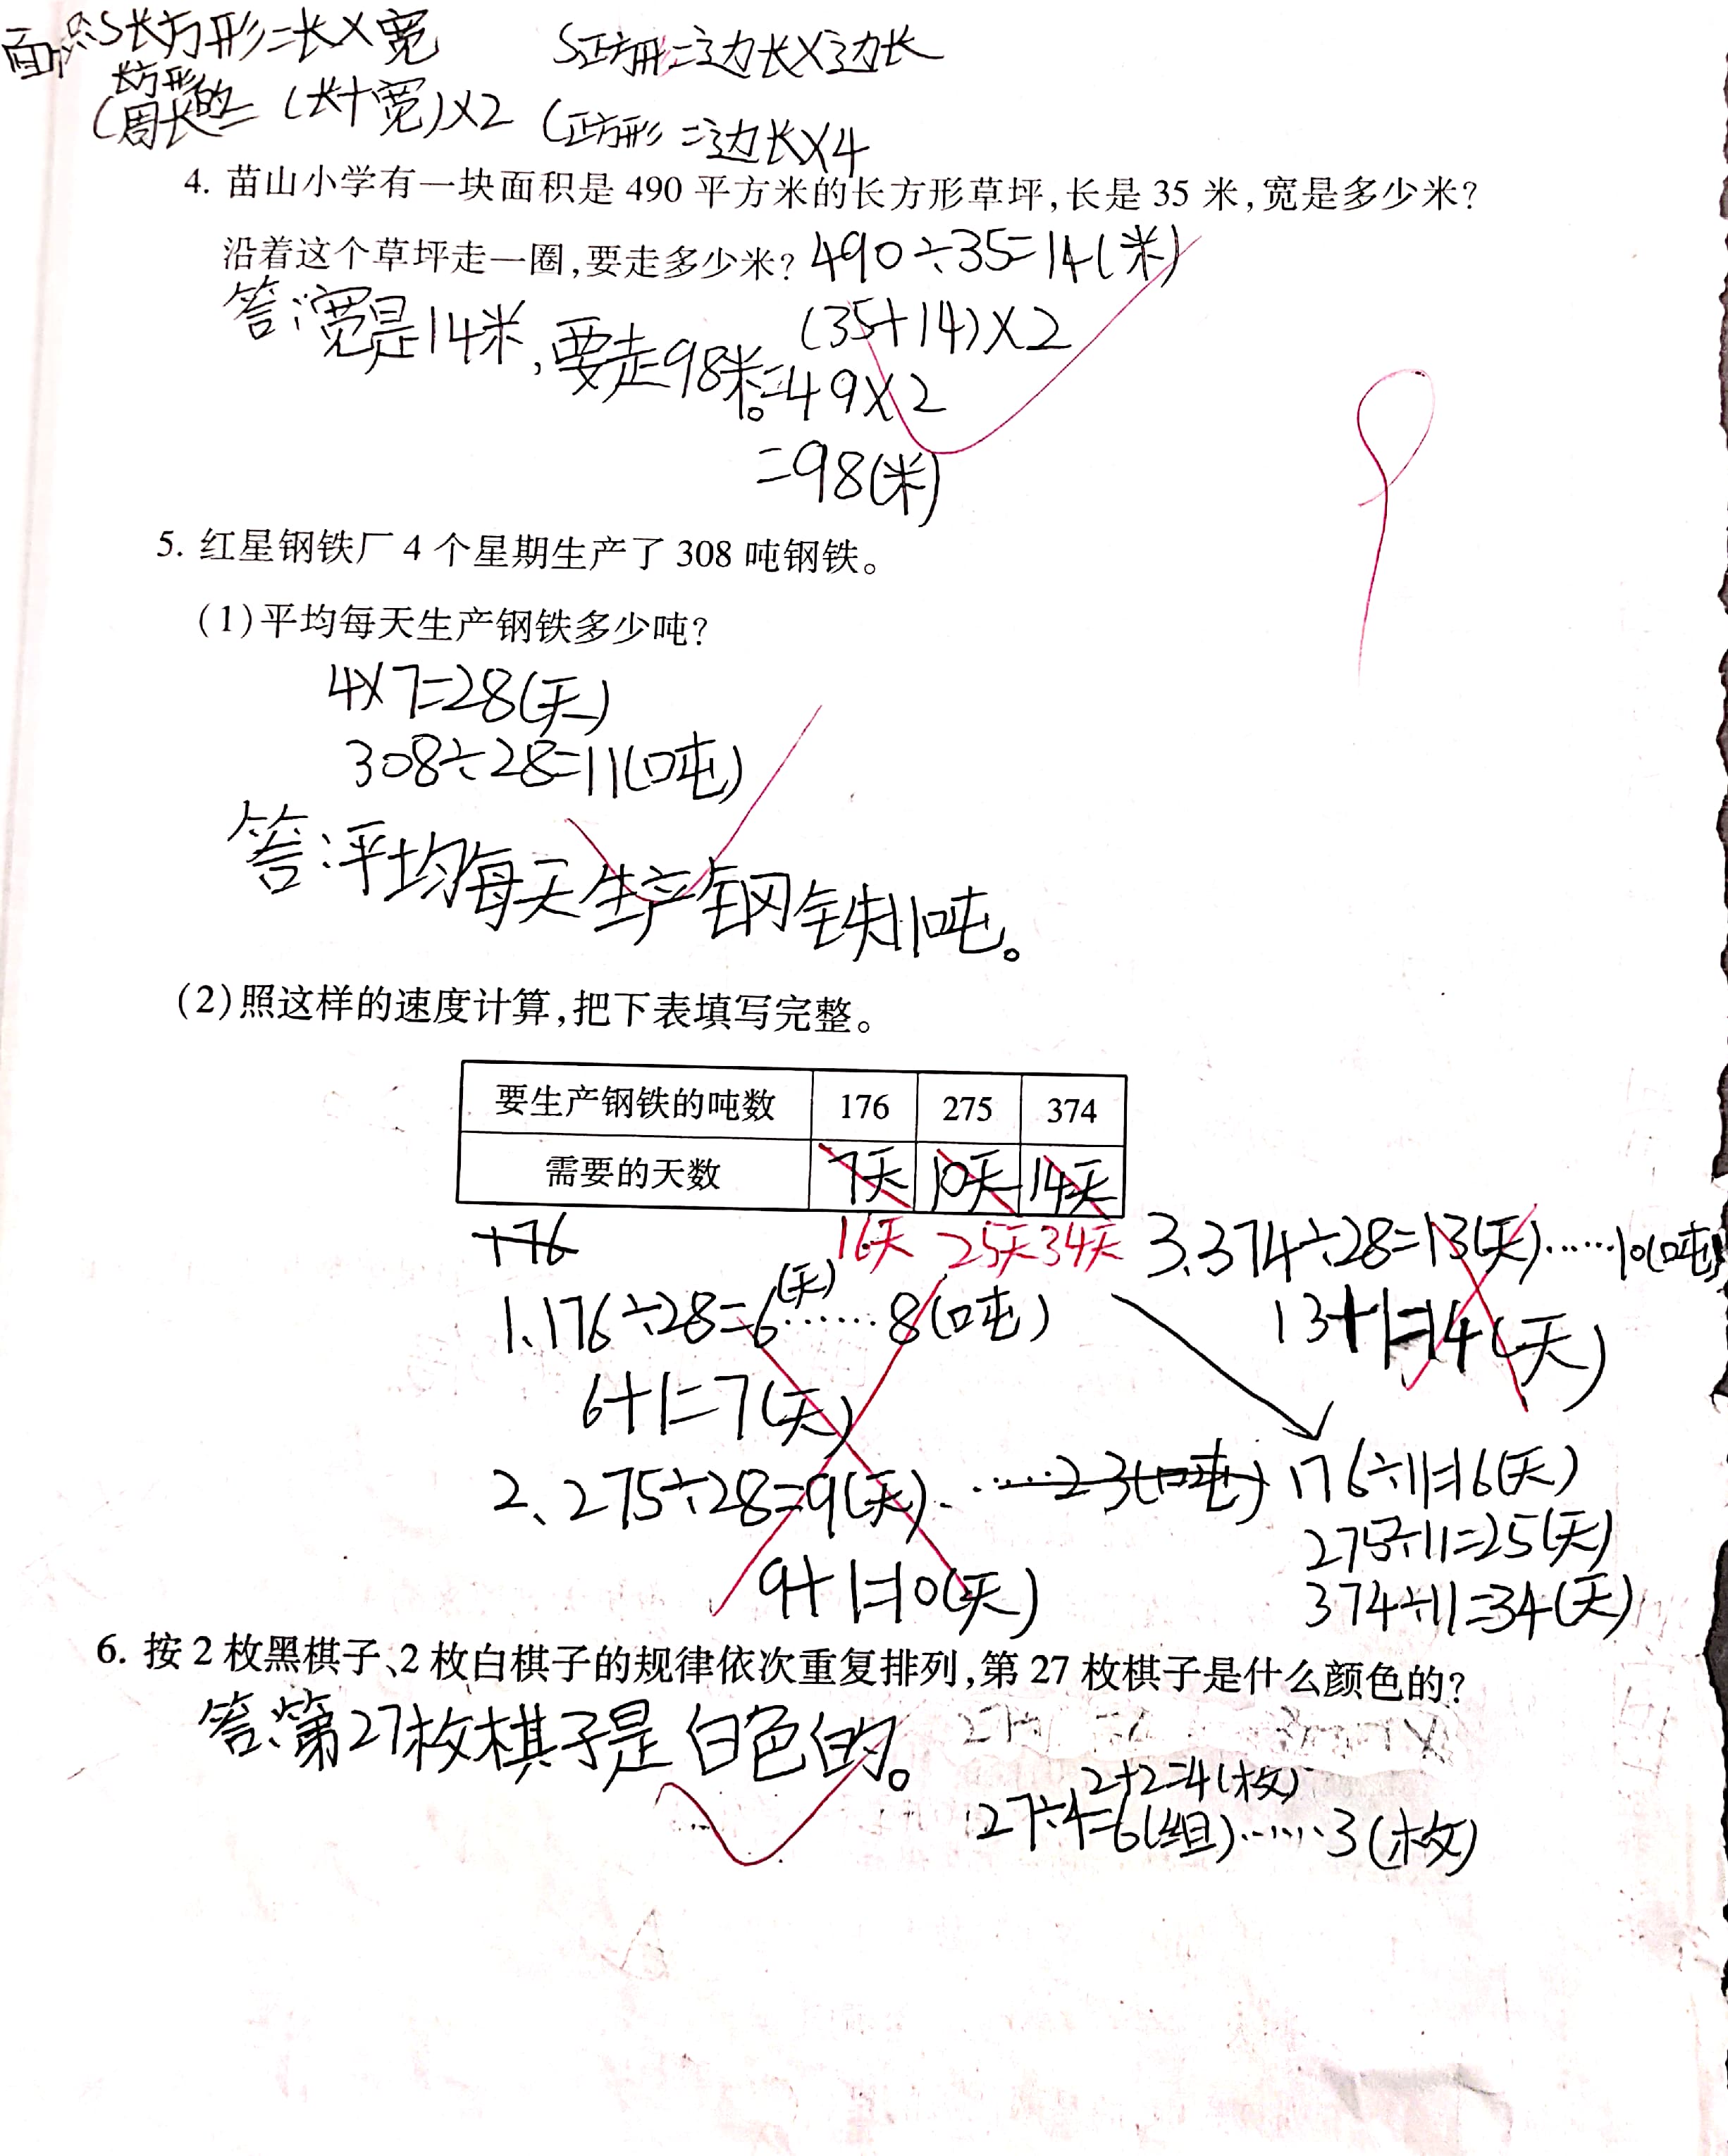 面积S长方形=长×宽 S正方形=边长×边长
长方形的
C周长=(长+宽)×2 C正方形=边长×4
4. 苗山小学有一块面积是 490 平方米的长方形草坪,长是 35 米,宽是多少米?
沿着这个草坪走一圈,要走多少米? 490÷35=14(米)
答:宽是14米,要走98米。
(35+14)×2
=49×2
=98(米)
5. 红星钢铁厂 4 个星期生产了 308 吨钢铁。
(1)平均每天生产钢铁多少吨?
4×7=28(天)
308÷28=11(吨)
答:平均每天生产钢铁11吨。
(2)照这样的速度计算,把下表填写完整。
要生产钢铁的吨数 176 275 374
需要的天数 7天 10天 14天
176 16天 25天 34天
1.176÷28=6(天)……8(吨)
6+1=7(天)
2、275÷28=9(天)……23(吨)
9+1=10(天)
3.374÷28=13(天)……10(吨)
13+1=14(天)
176÷11=16(天)
275÷11=25(天)
374÷11=34(天)
6. 按 2 枚黑棋子、2 枚白棋子的规律依次重复排列,第 27 枚棋子是什么颜色的?
答:第27枚棋子是白色的。
2+2=4(枚)
27÷4=6(组)……3(枚)